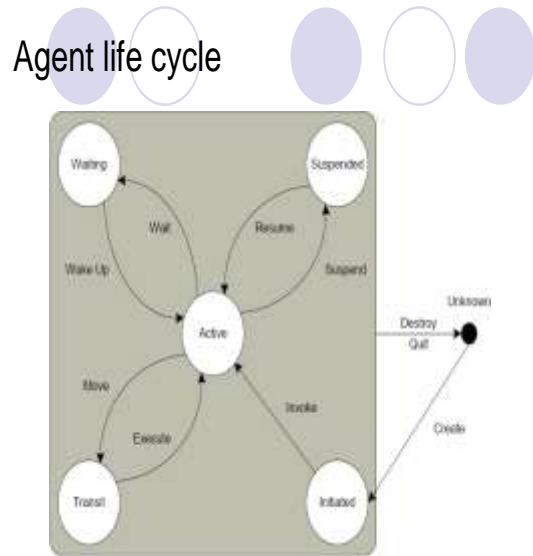 Agent life cycle
Waiting
Suspended
Wait
Resume
Wake Up
Suspend
Unknown
Active
Destroy
Quit
Move
Invoke
Create
Execute
Transit
Initiated